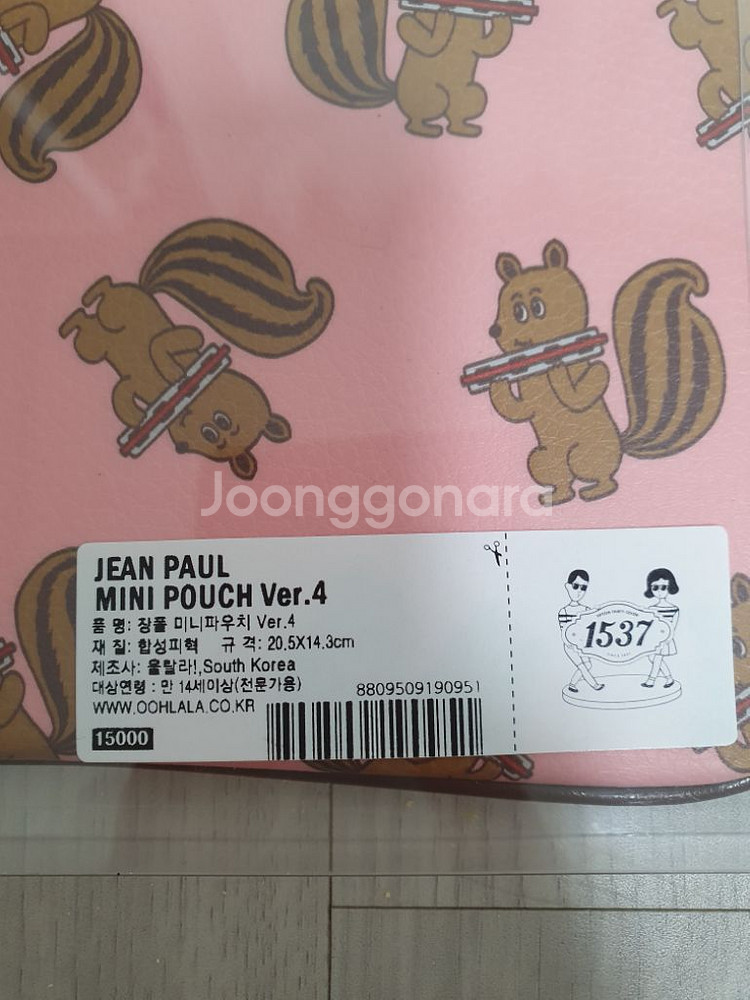 Joonggonara
JEAN PAUL
MINI POUCH Ver.4
품 명: 장폴 미니파우치 Ver.4
재 질: 합성피혁 규 격: 20.5X14.3cm
제조사: 울랄라!,South Korea
대상연령 : 만 14세이상(전문가용)
8809509190951
WWW.OOHLALA.CO.KR
15000
1537